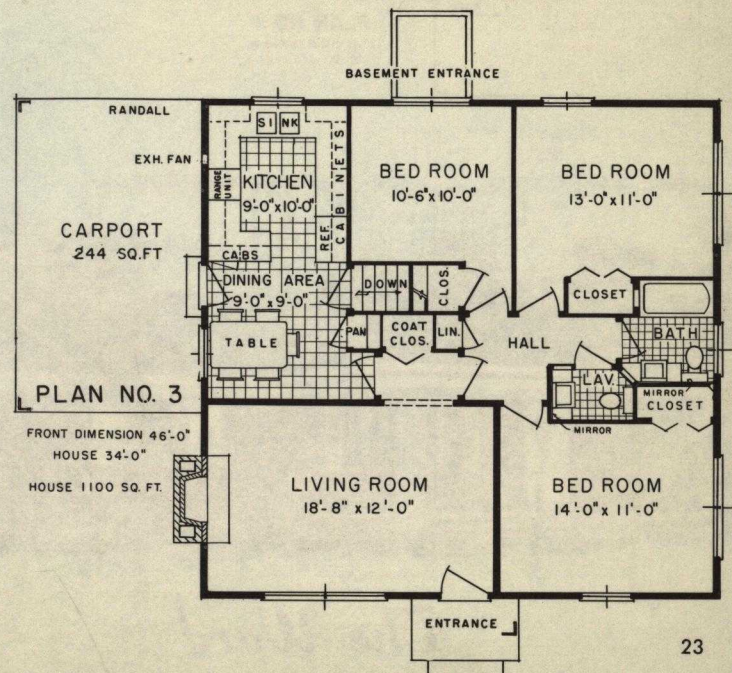 BASEMENT ENTRANCE
RANDALL
EXH. FAN
CARPORT
244 SQ.FT
SINK
RANGE UNIT
KITCHEN
9'-0"x10'-0"
CABINETS
REF.
CABS
BED ROOM
10'-6"x10'-0"
BED ROOM
13'-0"x11'-0"
DINING AREA
9'-0"x9'-0"
DOWN
CLOS.
CLOSET
TABLE
PAN
COAT
CLOS.
LIN.
HALL
BATH
LAV.
MIRROR
CLOSET
MIRROR
PLAN NO. 3
FRONT DIMENSION 46'-0"
HOUSE 34'-0"
HOUSE 1100 SQ. FT.
LIVING ROOM
18'-8"x12'-0"
BED ROOM
14'-0"x11'-0"
ENTRANCE
23